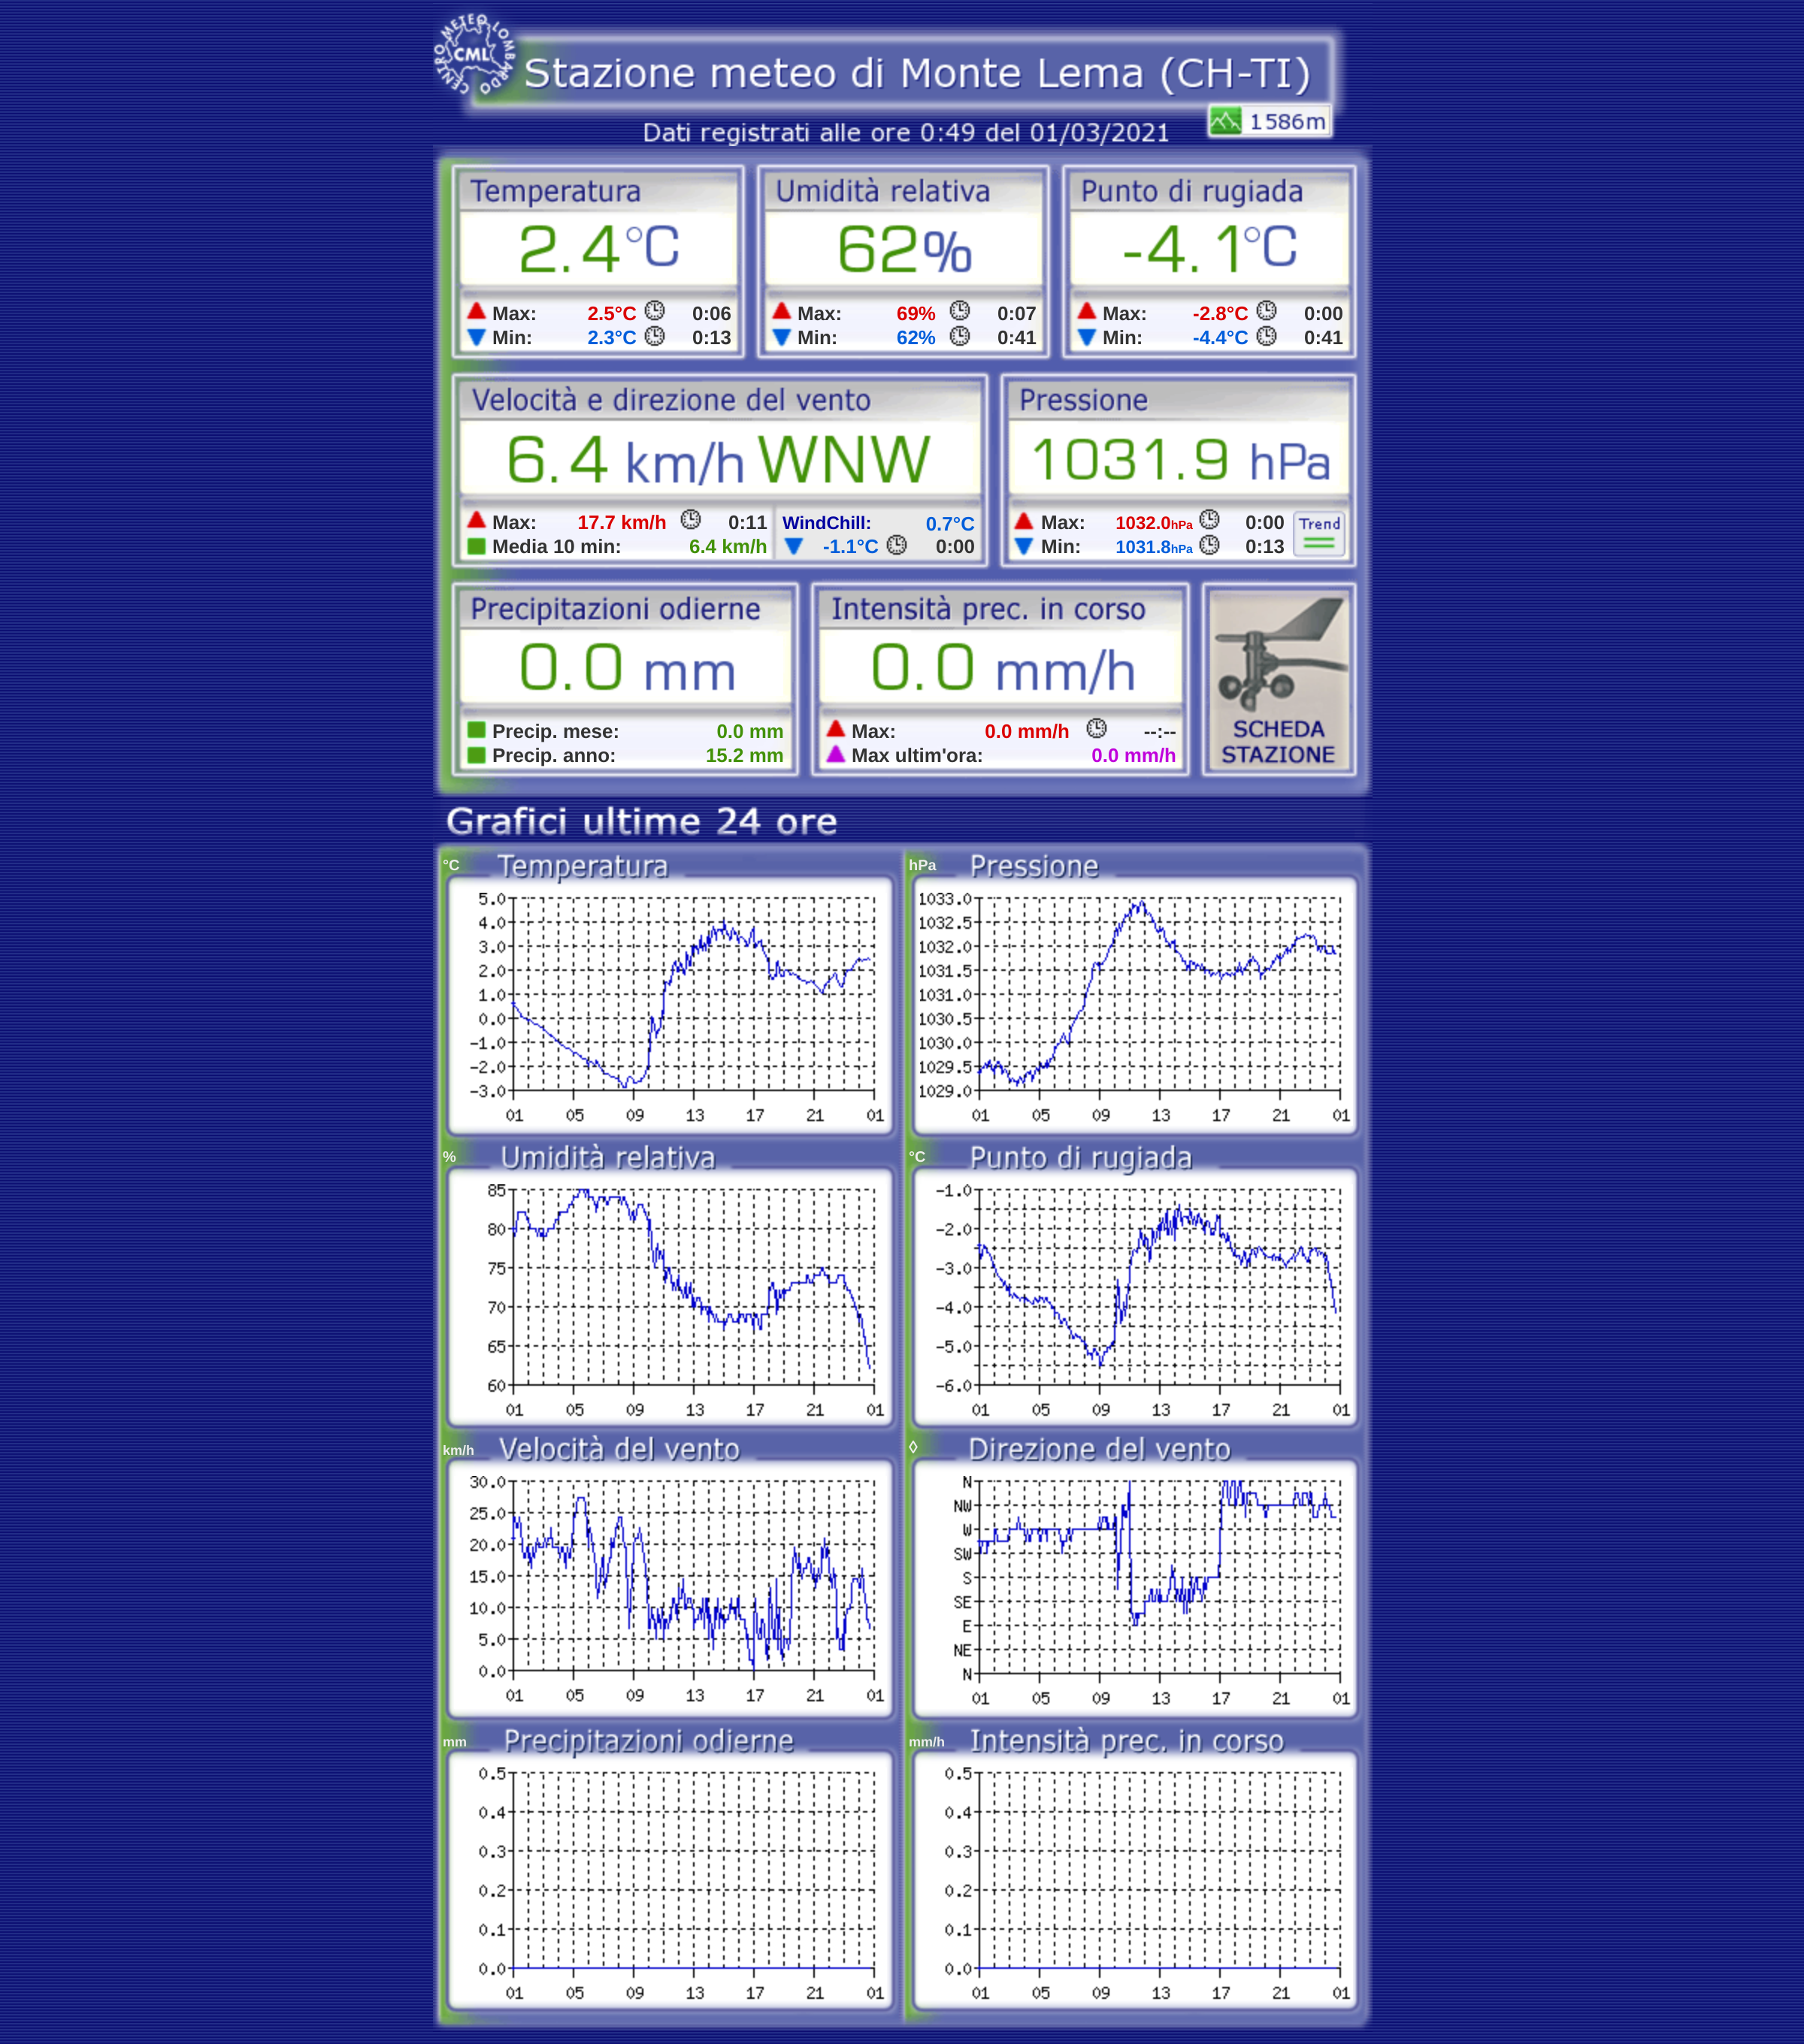 CENTRO METEO LOMBARDO
CML
Stazione meteo di Monte Lema (CH-TI)
1586m
Dati registrati alle ore 0:49 del 01/03/2021
Temperatura Umidità relativa Punto di rugiada
2.4°C 62% -4.1°C
Max: 2.5°C 0:06 Max: 69% 0:07 Max: -2.8°C 0:00
Min: 2.3°C 0:13 Min: 62% 0:41 Min: -4.4°C 0:41
Velocità e direzione del vento Pressione
6.4 km/h WNW 1031.9 hPa
Max: 17.7 km/h 0:11 WindChill: 0.7°C Max: 1032.0hPa 0:00 Trend
Media 10 min: 6.4 km/h -1.1°C 0:00 Min: 1031.8hPa 0:13
Precipitazioni odierne Intensità prec. in corso
0.0 mm 0.0 mm/h
Precip. mese: 0.0 mm Max: 0.0 mm/h --:-- SCHEDA
Precip. anno: 15.2 mm Max ultim'ora: 0.0 mm/h STAZIONE
Grafici ultime 24 ore
°C Temperatura hPa Pressione
5.0 1033.0
4.0 1032.5
3.0 1032.0
2.0 1031.5
1.0 1031.0
0.0 1030.5
-1.0 1030.0
-2.0 1029.5
-3.0 1029.0
01 05 09 13 17 21 01 01 05 09 13 17 21 01
% Umidità relativa °C Punto di rugiada
85 -1.0
80 -2.0
75 -3.0
70 -4.0
65 -5.0
60 -6.0
01 05 09 13 17 21 01 01 05 09 13 17 21 01
km/h Velocità del vento ◊ Direzione del vento
30.0 N
25.0 NW
20.0 W
SW
15.0 S
10.0 SE
5.0 E
NE
0.0 N
01 05 09 13 17 21 01 01 05 09 13 17 21 01
mm Precipitazioni odierne mm/h Intensità prec. in corso
0.5 0.5
0.4 0.4
0.3 0.3
0.2 0.2
0.1 0.1
0.0 0.0
01 05 09 13 17 21 01 01 05 09 13 17 21 01